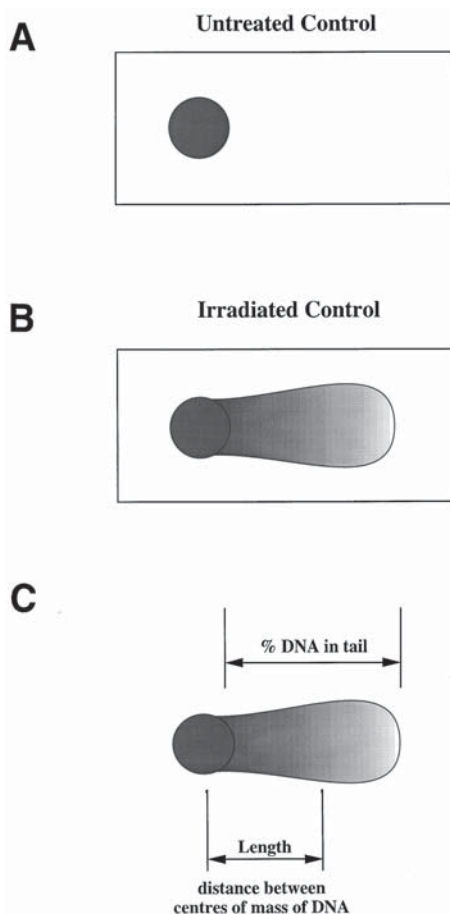 A
Untreated Control
B
Irradiated Control
C
% DNA in tail
Length
distance between
centres of mass of DNA